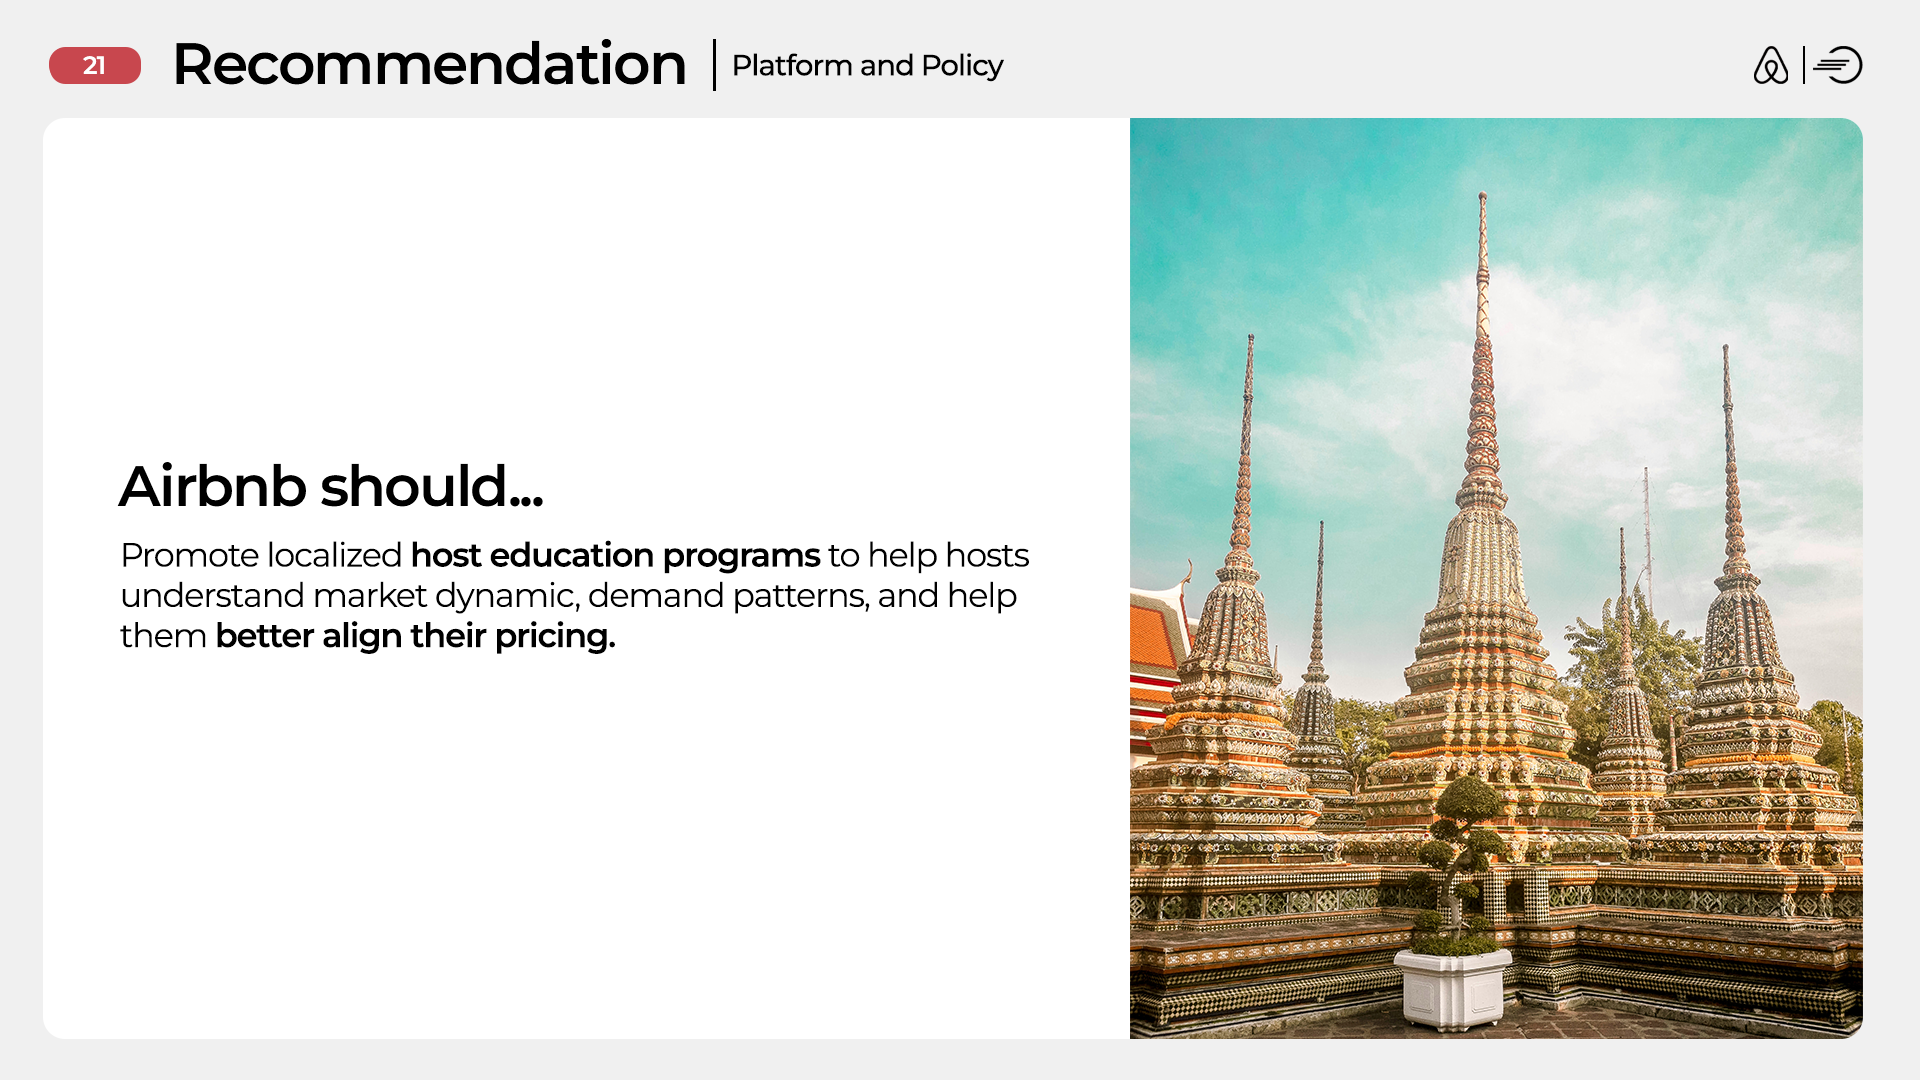 21
Recommendation
Platform and Policy
Airbnb should...
Promote localized host education programs to help hosts
understand market dynamic, demand patterns, and help
them better align their pricing.